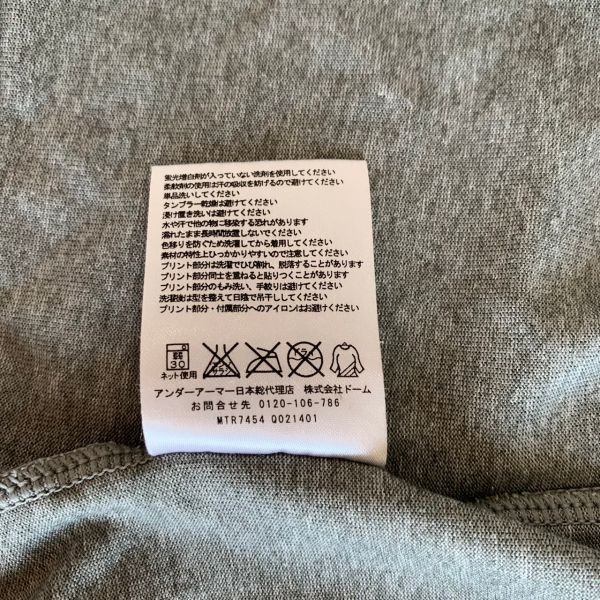 蛍光増白剤が入っていない洗剤を使用してください
柔軟剤の使用は汗の吸収を妨げるので避けてください
単品洗いしてください
タンブラー乾燥は避けてください
浸け置き洗いは避けてください
水や汗で他の物に移染する恐れがあります
濡れたまま長時間放置しないでください
色移りを防ぐため洗濯してから着用してください
素材の特性上ひっかかりやすいので注意してください
プリント部分は洗濯でひび割れ、脱落することがあります
プリント部分同士を重ねると貼りつくことがあります
プリント部分のもみ洗い、手絞りは避けてください
洗濯後は型を整えて日陰で吊干ししてください
プリント部分・付属部分へのアイロンはお避けください
弱 30 エンソサラシ ドライ
ネット使用
アンダーアーマー日本総代理店 株式会社ドーム
お問合せ先 0120-106-786
MTR7454 Q021401